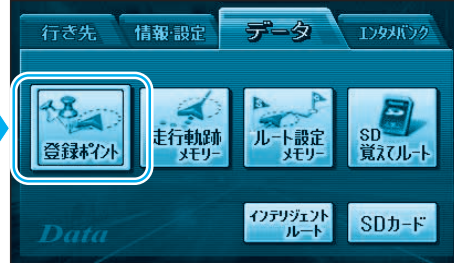 行き先 情報・設定 データ ｴﾝﾀﾒﾊﾞﾝｸ
登録ﾎﾟｲﾝﾄ
走行軌跡
ﾒﾓﾘｰ
ﾙｰﾄ設定
ﾒﾓﾘｰ
SD
覚えてﾙｰﾄ
ｲﾝﾃﾘｼﾞｪﾝﾄ
ﾙｰﾄ
SDカード
Data